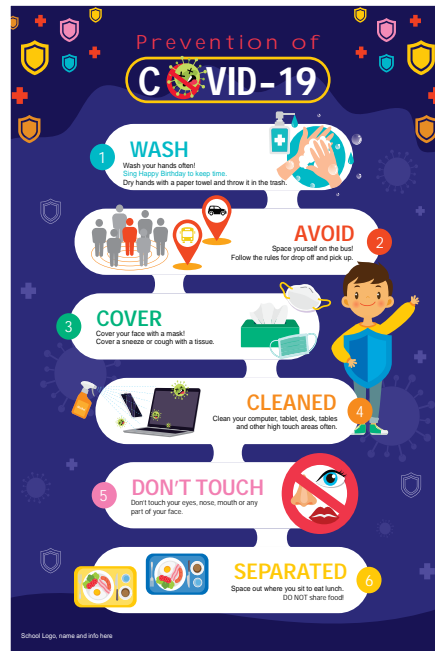 Prevention of
COVID-19
1
WASH
Wash your hands often!
Sing Happy Birthday to keep time.
Dry hands with a paper towel and throw it in the trash.
AVOID
2
Space yourself on the bus!
Follow the rules for drop off and pick up.
3
COVER
Cover your face with a mask!
Cover a sneeze or cough with a tissue.
CLEANED
4
Clean your computer, tablet, desk, tables
and other high touch areas often.
5
DON'T TOUCH
Don't touch your eyes, nose, mouth or any
part of your face.
SEPARATED
6
Space out where you sit to eat lunch.
DO NOT share food!
School Logo, name and info here